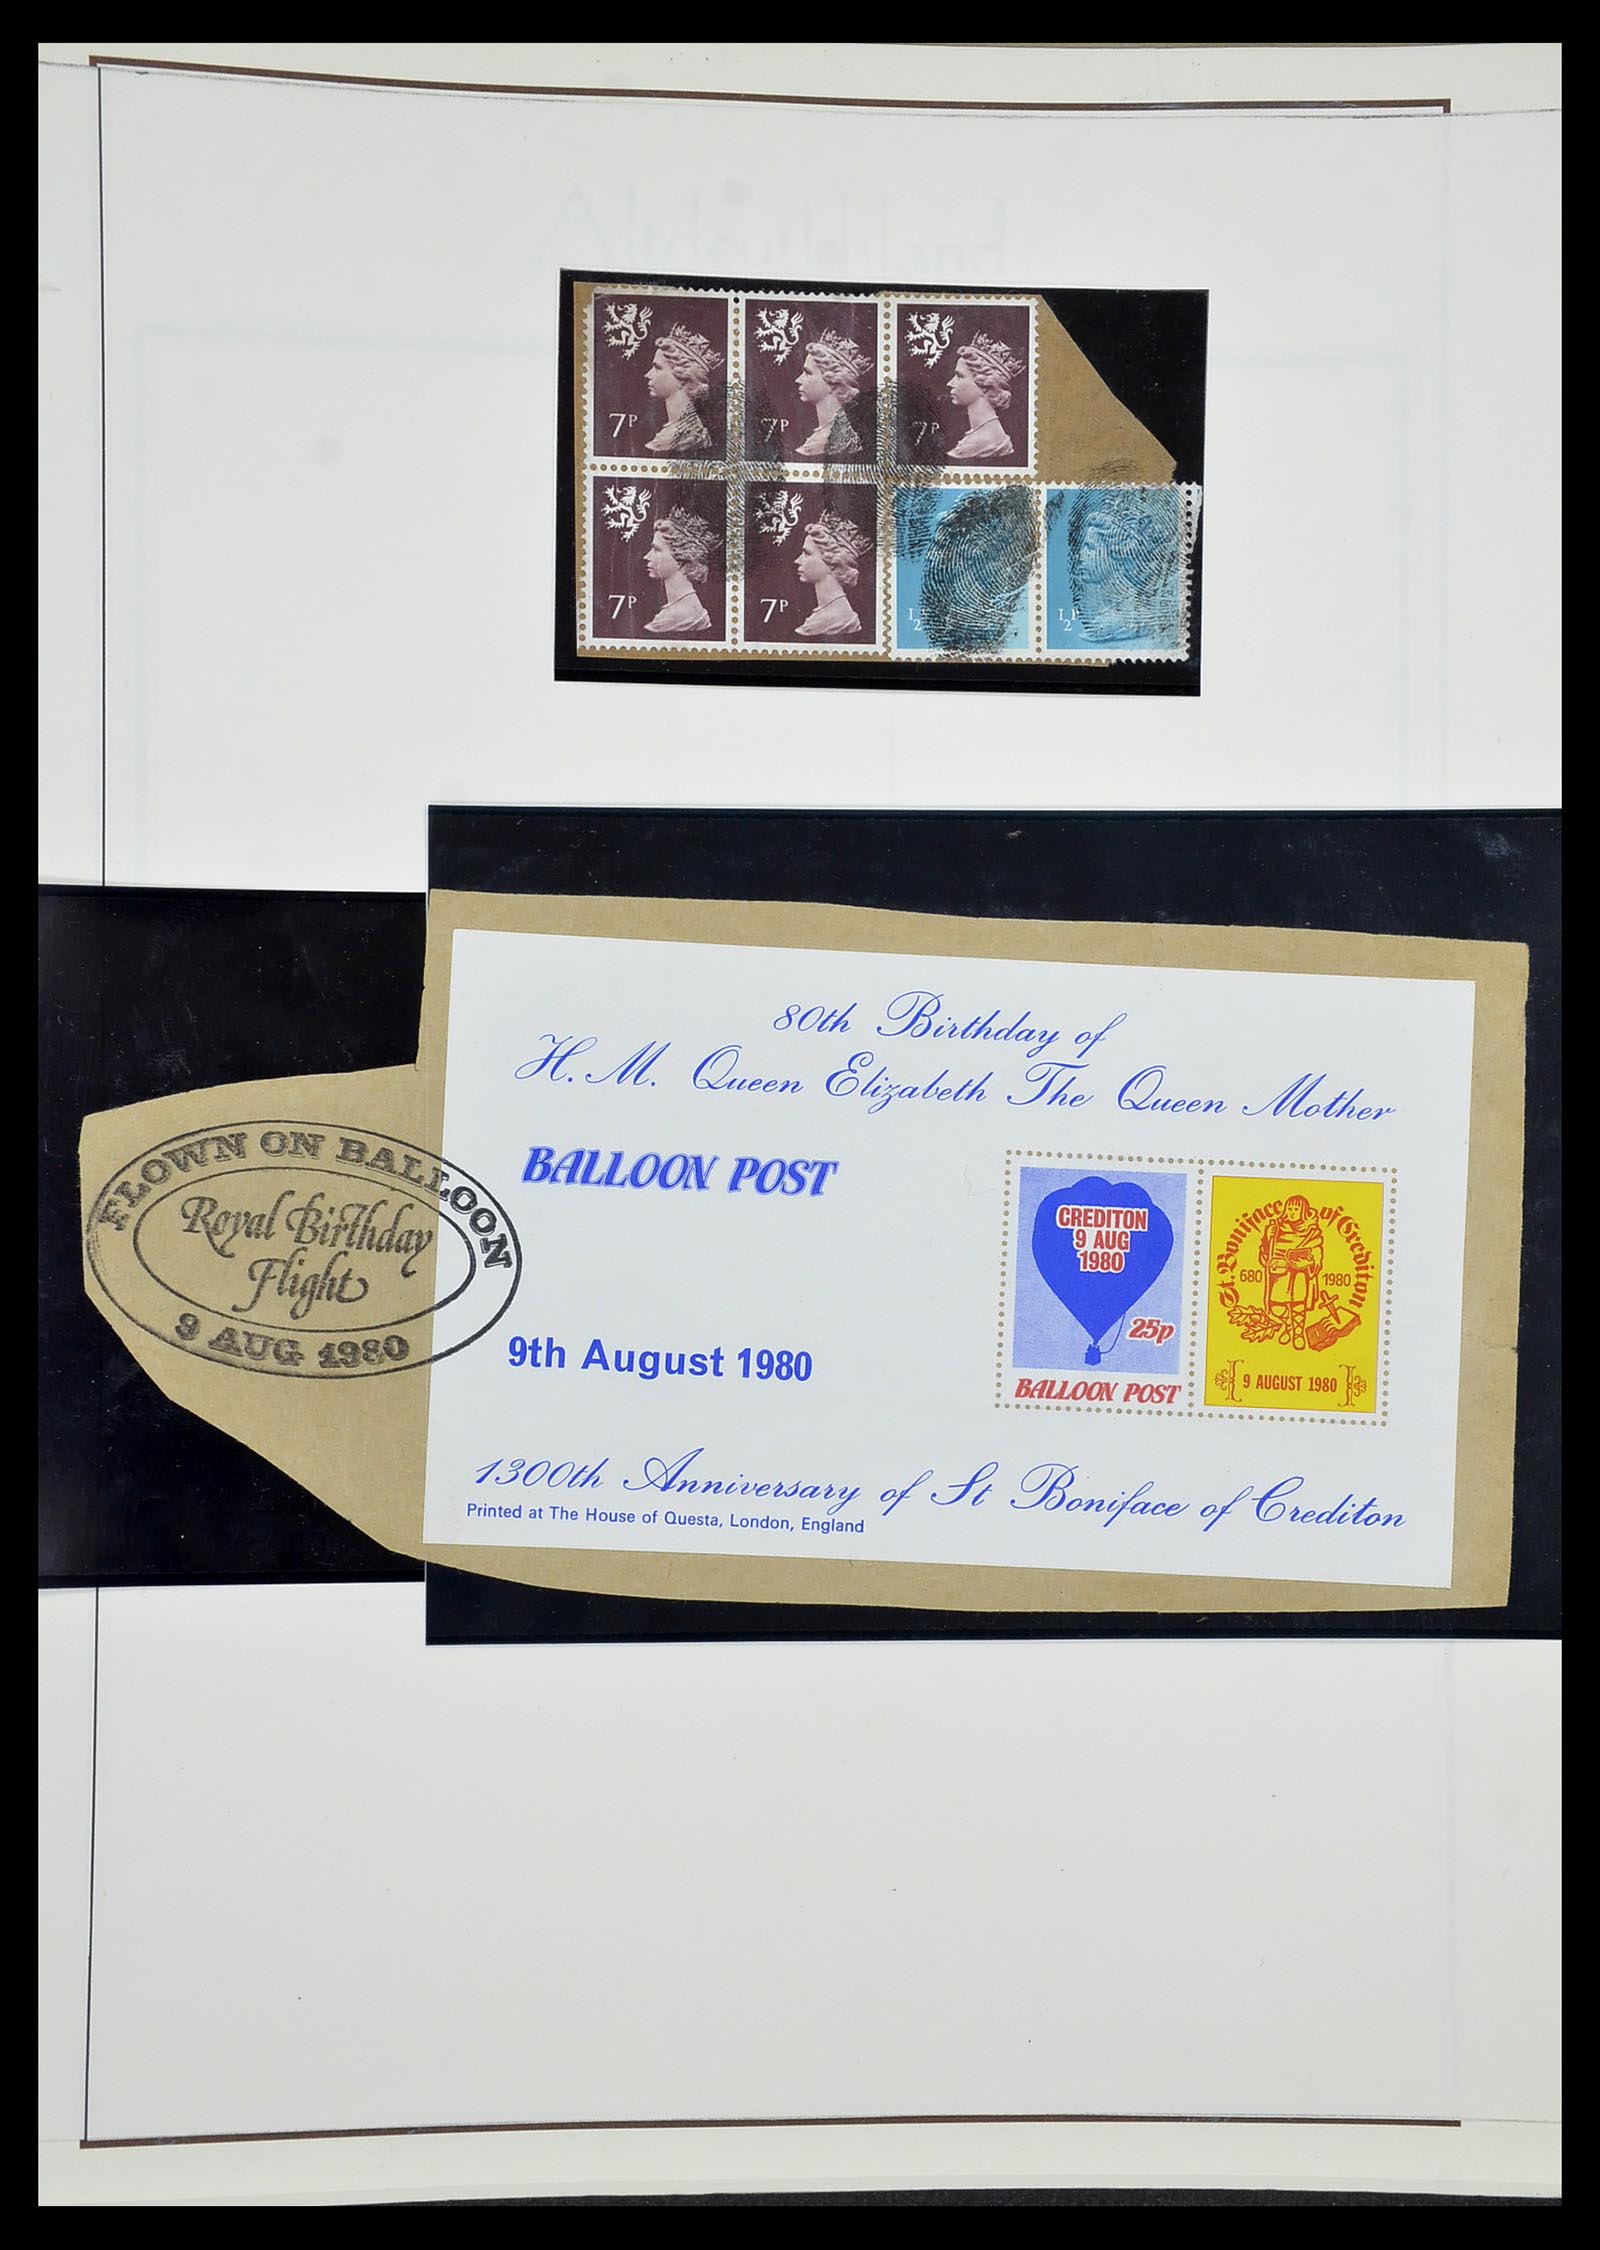 Altdeutschland
7P
7P
7P
7P
7P
½
½P
80th Birthday of
H. M. Queen Elizabeth The Queen Mother
BALLOON POST
FLOWN ON BALLOON
Royal Birthday
Flight
9 AUG 1980
CREDITON
9 AUG
1980
25p
BALLOON POST
St. Boniface of Crediton
680 1980
9 AUGUST 1980
9th August 1980
1300th Anniversary of St Boniface of Crediton
Printed at The House of Questa, London, England